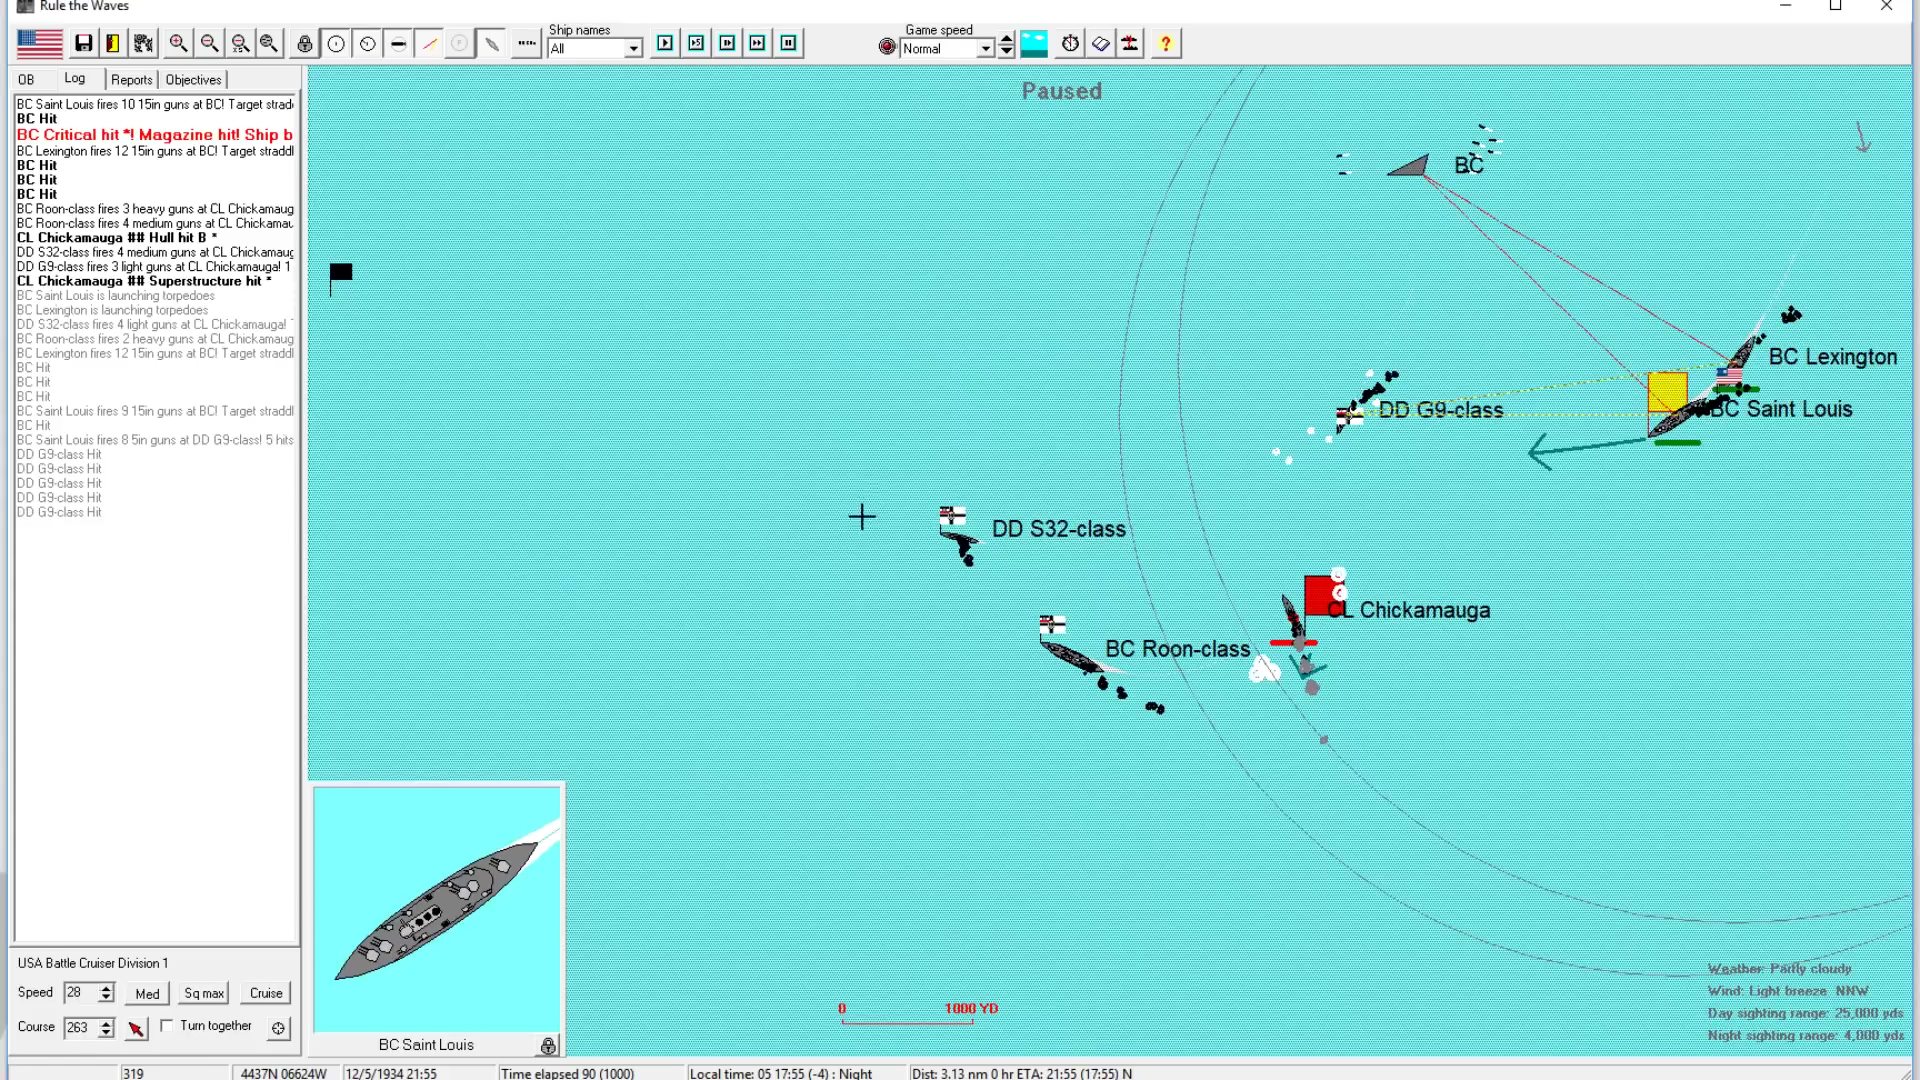 Rule the Waves
Ship names
All
Game speed
Normal
?
OB
Log
Reports
Objectives
BC Saint Louis fires 10 15in guns at BC! Target strad
BC Hit
BC Critical hit *! Magazine hit! Ship b
BC Lexington fires 12 15in guns at BC! Target straddl
BC Hit
BC Hit
BC Hit
BC Roon-class fires 3 heavy guns at CL Chickamaug
BC Roon-class fires 4 medium guns at CL Chickamau
CL Chickamauga ## Hull hit B *
DD S32-class fires 4 medium guns at CL Chickamaug
DD G9-class fires 3 light guns at CL Chickamauga! 1
CL Chickamauga ## Superstructure hit *
BC Saint Louis is launching torpedoes
BC Lexington is launching torpedoes
DD S32-class fires 4 light guns at CL Chickamauga!
BC Roon-class fires 2 heavy guns at CL Chickamaug
BC Lexington fires 12 15in guns at BC! Target straddl
BC Hit
BC Hit
BC Hit
BC Saint Louis fires 9 15in guns at BC! Target straddl
BC Hit
BC Saint Louis fires 8 5in guns at DD G9-class! 5 hits
DD G9-class Hit
DD G9-class Hit
DD G9-class Hit
DD G9-class Hit
DD G9-class Hit
Paused
BC
BC Lexington
DD G9-class
BC Saint Louis
DD S32-class
CL Chickamauga
BC Roon-class
0 1000 YD
Weather: Partly cloudy
Wind: Light breeze NNW
Day sighting range: 25,000 yds
Night sighting range: 4,000 yds
USA Battle Cruiser Division 1
Speed 28 Med Sq max Cruise
Course 263 Turn together
BC Saint Louis
319
4437N 06624W
12/5/1934 21:55
Time elapsed 90 (1000)
Local time: 05 17:55 (-4) : Night
Dist: 3.13 nm 0 hr ETA: 21:55 (17:55) N